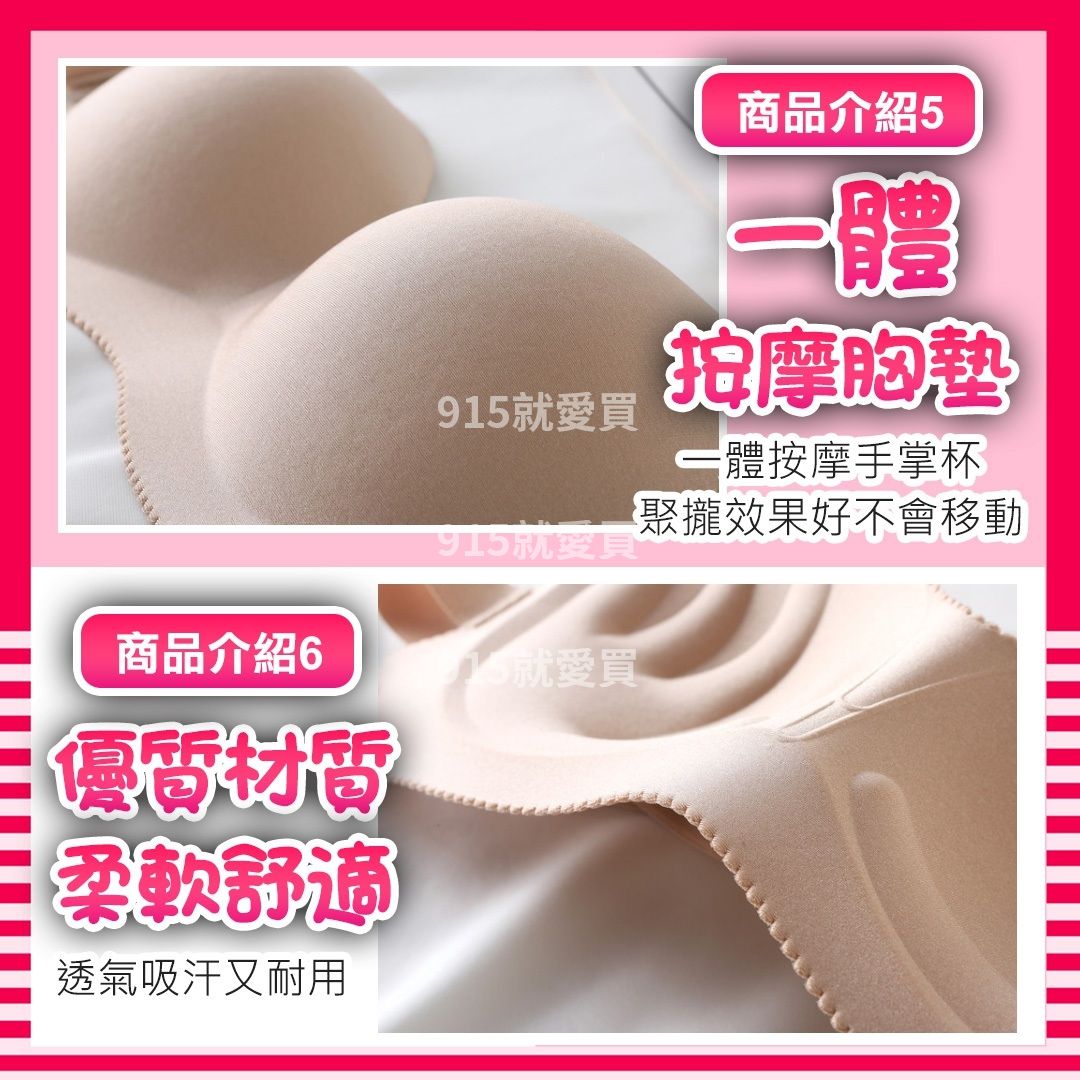 商品介紹5
一體
按摩胸墊
一體按摩手掌杯
聚攏效果好不會移動
915就愛買
915就愛買
商品介紹6
915就愛買
優質材質
柔軟舒適
透氣吸汗又耐用